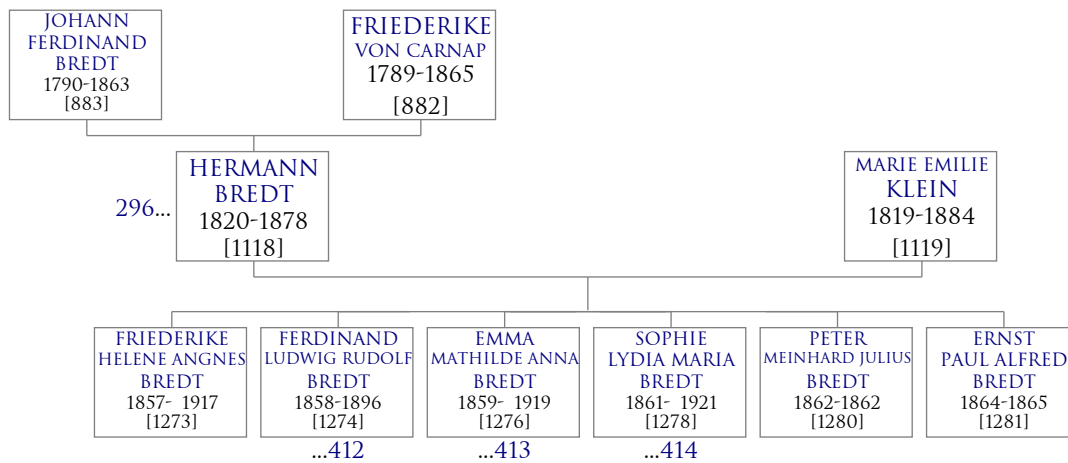 JOHANN
FERDINAND
BREDT
1790-1863
[883]
FRIEDERIKE
VON CARNAP
1789-1865
[882]
296...
HERMANN
BREDT
1820-1878
[1118]
MARIE EMILIE
KLEIN
1819-1884
[1119]
FRIEDERIKE
HELENE ANGNES
BREDT
1857- 1917
[1273]
FERDINAND
LUDWIG RUDOLF
BREDT
1858-1896
[1274]
...412
EMMA
MATHILDE ANNA
BREDT
1859- 1919
[1276]
...413
SOPHIE
LYDIA MARIA
BREDT
1861- 1921
[1278]
...414
PETER
MEINHARD JULIUS
BREDT
1862-1862
[1280]
ERNST
PAUL ALFRED
BREDT
1864-1865
[1281]